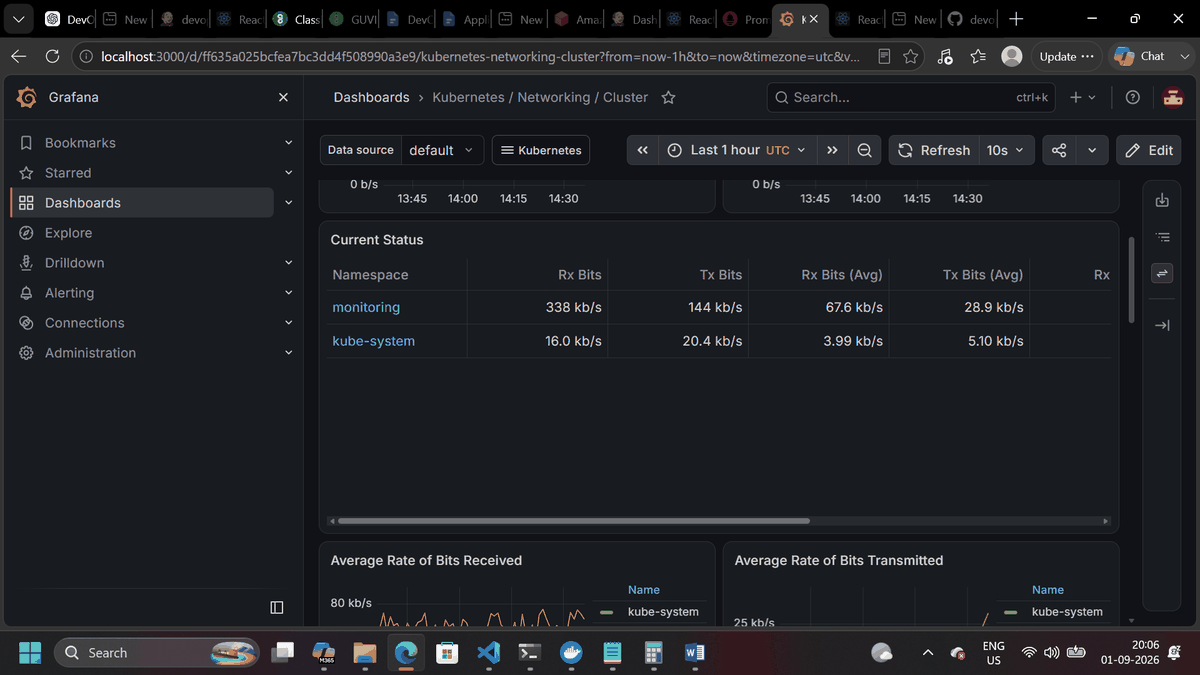 DevO
New
devo
Reac
Class
GUVI
DevO
Appl
New
Ama
Dash
Reac
Pror
K
Reac
New
devo
localhost:3000/d/ff635a025bcfea7bc3dd4f508990a3e9/kubernetes-networking-cluster?from=now-1h&to=now&timezone=utc&v...
Update ...
Chat
Grafana
Dashboards › Kubernetes / Networking / Cluster
Search...
ctrl+k
Bookmarks
Starred
Dashboards
Explore
Drilldown
Alerting
Connections
Administration
Data source
default
Kubernetes
Last 1 hour UTC
Refresh
10s
Edit
0 b/s
13:45 14:00 14:15 14:30
0 b/s
13:45 14:00 14:15 14:30
Current Status
Namespace Rx Bits Tx Bits Rx Bits (Avg) Tx Bits (Avg) Rx
monitoring 338 kb/s 144 kb/s 67.6 kb/s 28.9 kb/s
kube-system 16.0 kb/s 20.4 kb/s 3.99 kb/s 5.10 kb/s
Average Rate of Bits Received
Name
80 kb/s
kube-system
Average Rate of Bits Transmitted
Name
25 kb/s
kube-system
Search
M365
ENG
US
20:06
01-09-2026